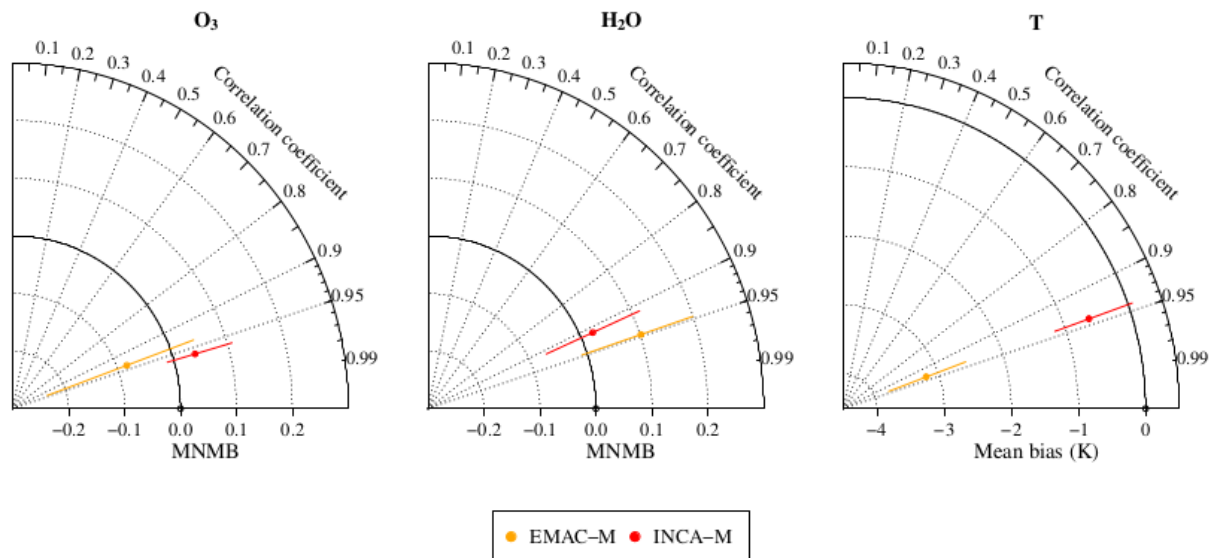 O₃
0.1 0.2 0.3 0.4 0.5 0.6 0.7 0.8 0.9 0.95 0.99
Correlation coefficient
−0.2 −0.1 0.0 0.1 0.2
MNMB
H₂O
0.1 0.2 0.3 0.4 0.5 0.6 0.7 0.8 0.9 0.95 0.99
Correlation coefficient
−0.2 −0.1 0.0 0.1 0.2
MNMB
T
0.1 0.2 0.3 0.4 0.5 0.6 0.7 0.8 0.9 0.95 0.99
Correlation coefficient
−4 −3 −2 −1 0
Mean bias (K)
EMAC−M INCA−M